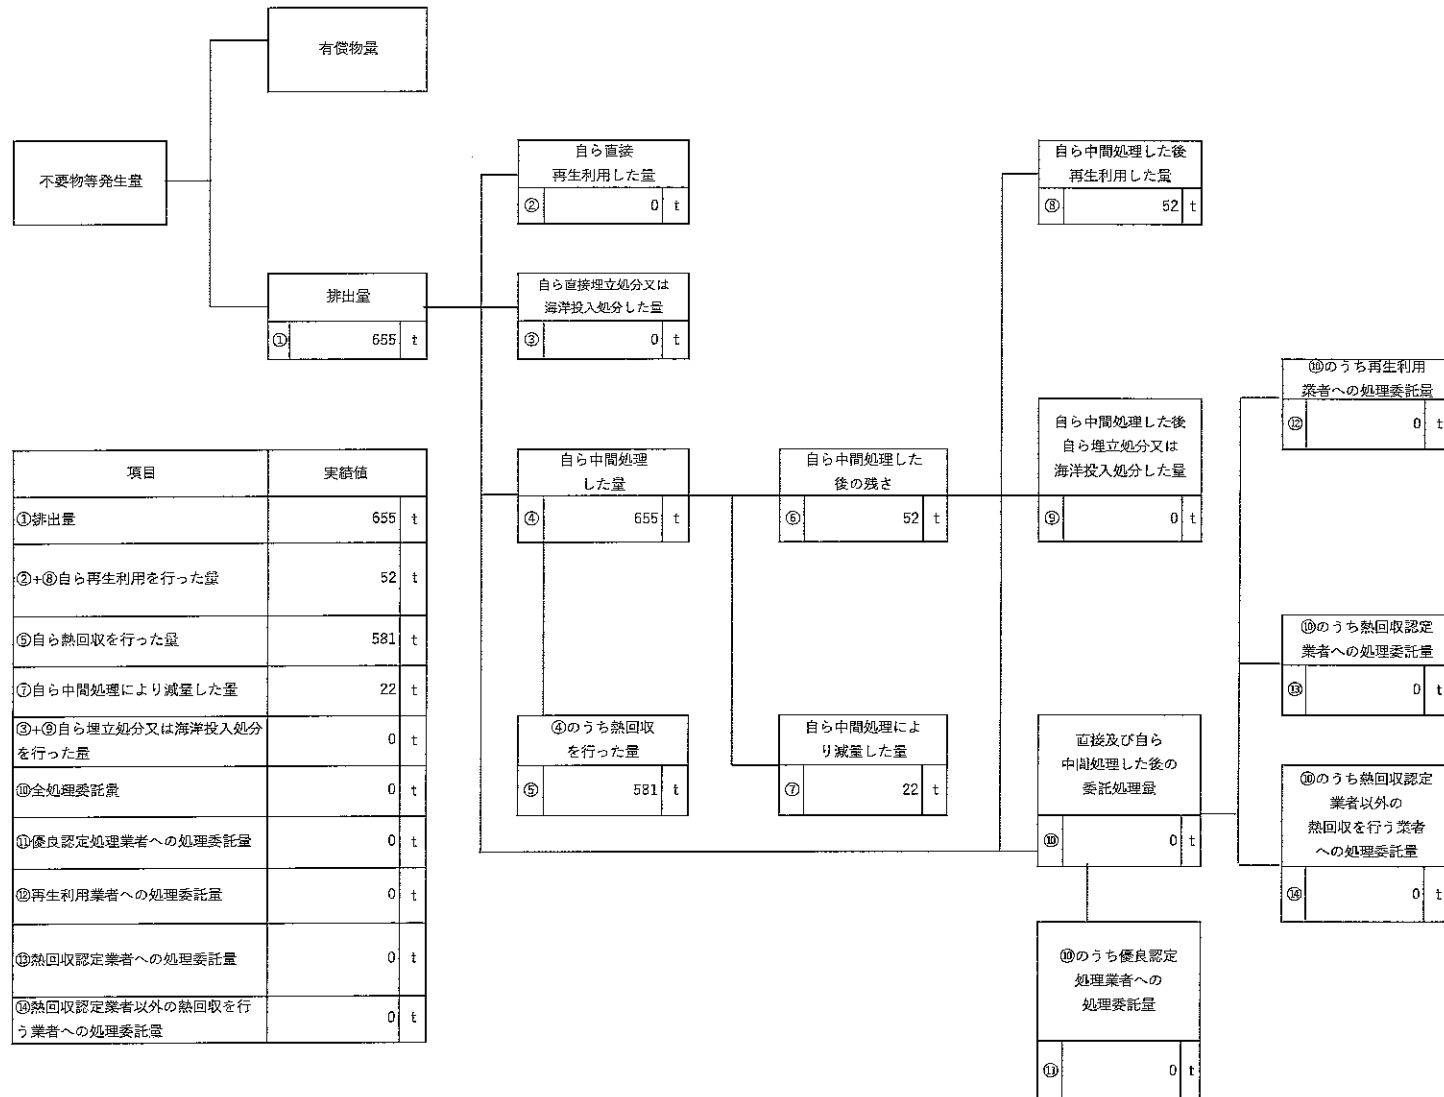 有償物量
不要物等発生量
排出量
① 655 t
自ら直接
再生利用した量
② 0 t
自ら直接埋立処分又は
海洋投入処分した量
③ 0 t
自ら中間処理
した量
④ 655 t
④のうち熱回収
を行った量
⑤ 581 t
自ら中間処理した
後の残さ
⑥ 52 t
自ら中間処理によ
り減量した量
⑦ 22 t
自ら中間処理した後
再生利用した量
⑧ 52 t
自ら中間処理した後
自ら埋立処分又は
海洋投入処分した量
⑨ 0 t
直接及び自ら
中間処理した後の
委託処理量
⑩ 0 t
⑩のうち優良認定
処理業者への
処理委託量
⑪ 0 t
⑩のうち再生利用
業者への処理委託量
⑫ 0 t
⑩のうち熱回収認定
業者への処理委託量
⑬ 0 t
⑩のうち熱回収認定
業者以外の
熱回収を行う業者
への処理委託量
⑭ 0 t
項目 実績値
①排出量 655 t
②+⑧自ら再生利用を行った量 52 t
⑤自ら熱回収を行った量 581 t
⑦自ら中間処理により減量した量 22 t
③+⑨自ら埋立処分又は海洋投入処分
を行った量 0 t
⑩全処理委託量 0 t
⑪優良認定処理業者への処理委託量 0 t
⑫再生利用業者への処理委託量 0 t
⑬熱回収認定業者への処理委託量 0 t
⑭熱回収認定業者以外の熱回収を行
う業者への処理委託量 0 t